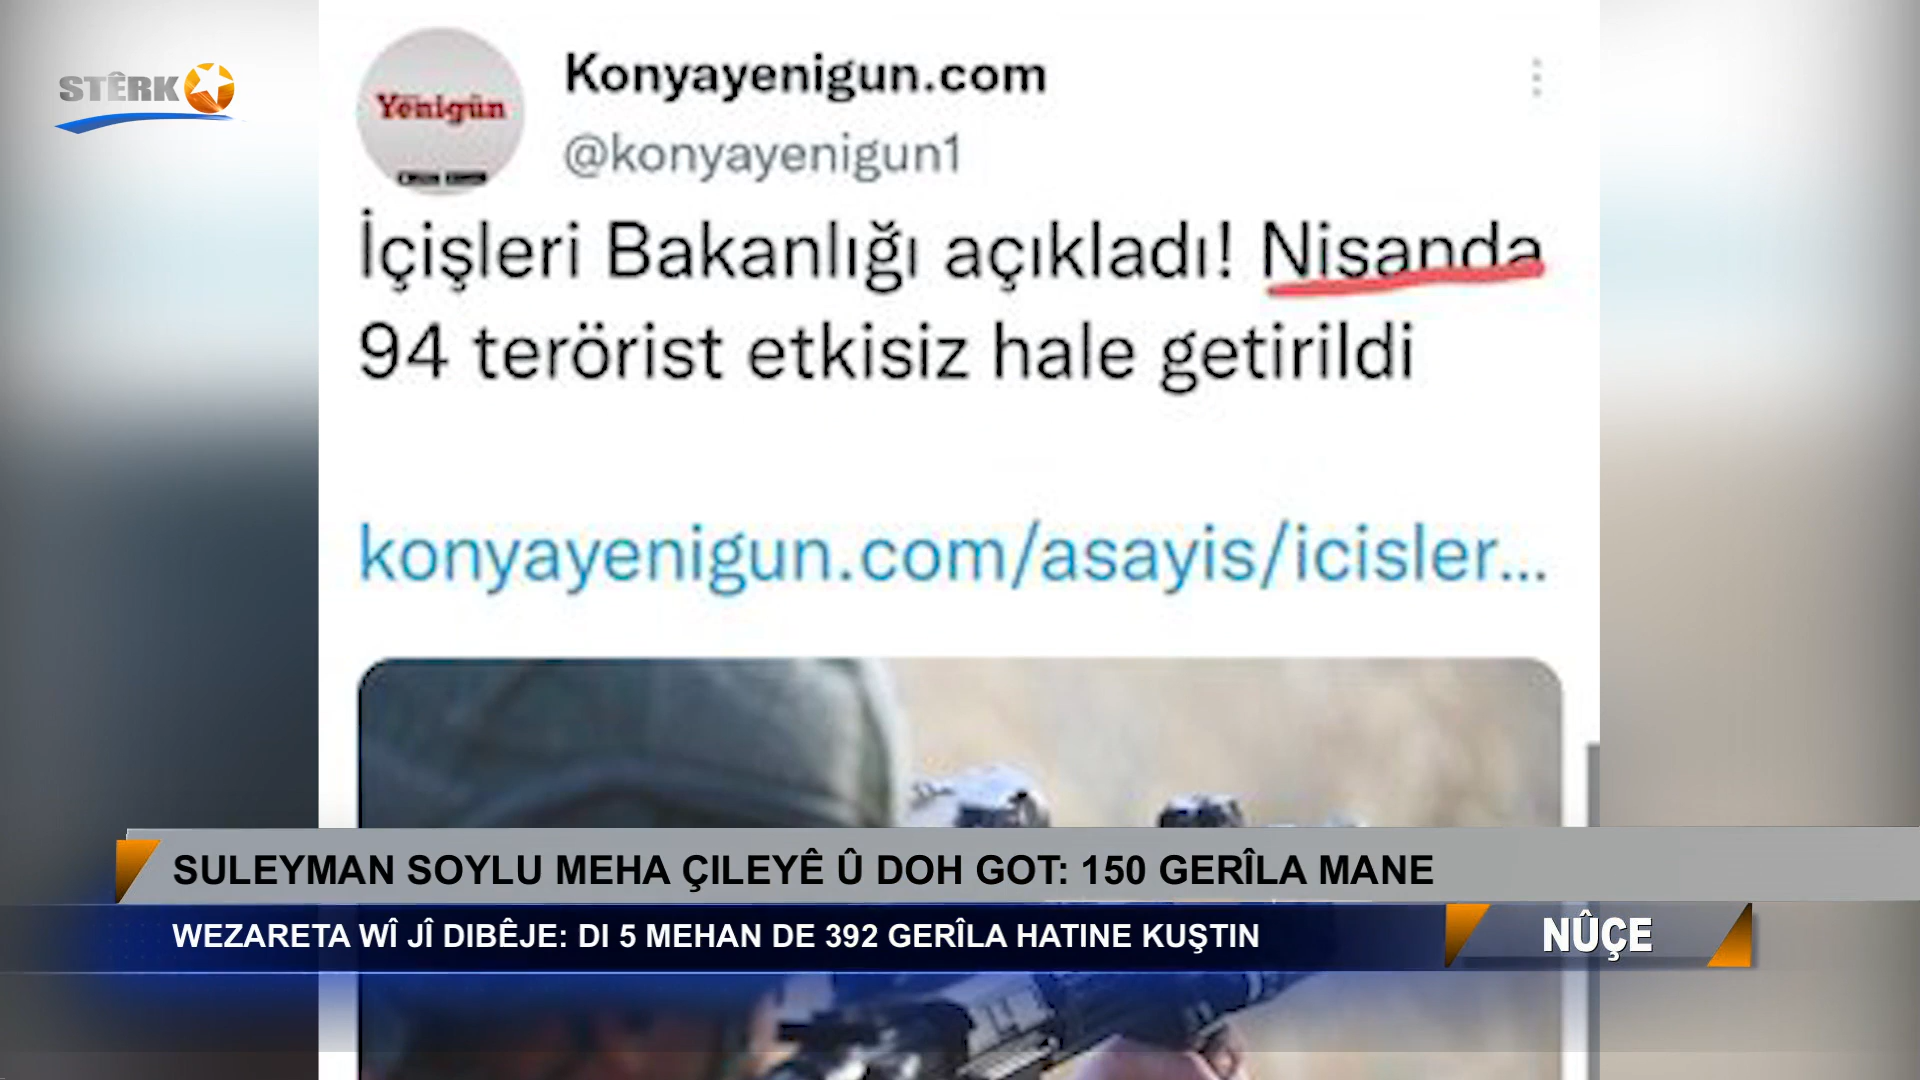 STÊRK
Yenigün
Konyayenigun.com
@konyayenigun1
İçişleri Bakanlığı açıkladı! Nisanda
94 terörist etkisiz hale getirildi
konyayenigun.com/asayis/icisler...
SULEYMAN SOYLU MEHA ÇILEYÊ Û DOH GOT: 150 GERÎLA MANE
WEZARETA WÎ JÎ DIBÊJE: DI 5 MEHAN DE 392 GERÎLA HATINE KUŞTIN
NÛÇE